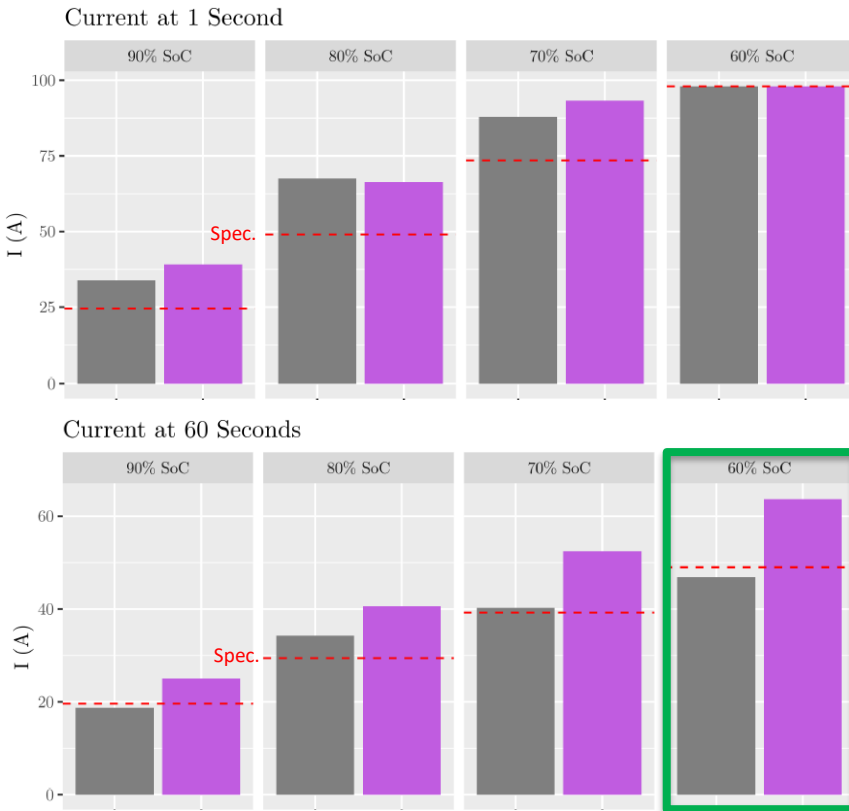 Current at 1 Second
90% SoC
80% SoC
70% SoC
60% SoC
100
75
50
25
0
I (A)
Spec.
Current at 60 Seconds
90% SoC
80% SoC
70% SoC
60% SoC
60
40
20
0
I (A)
Spec.